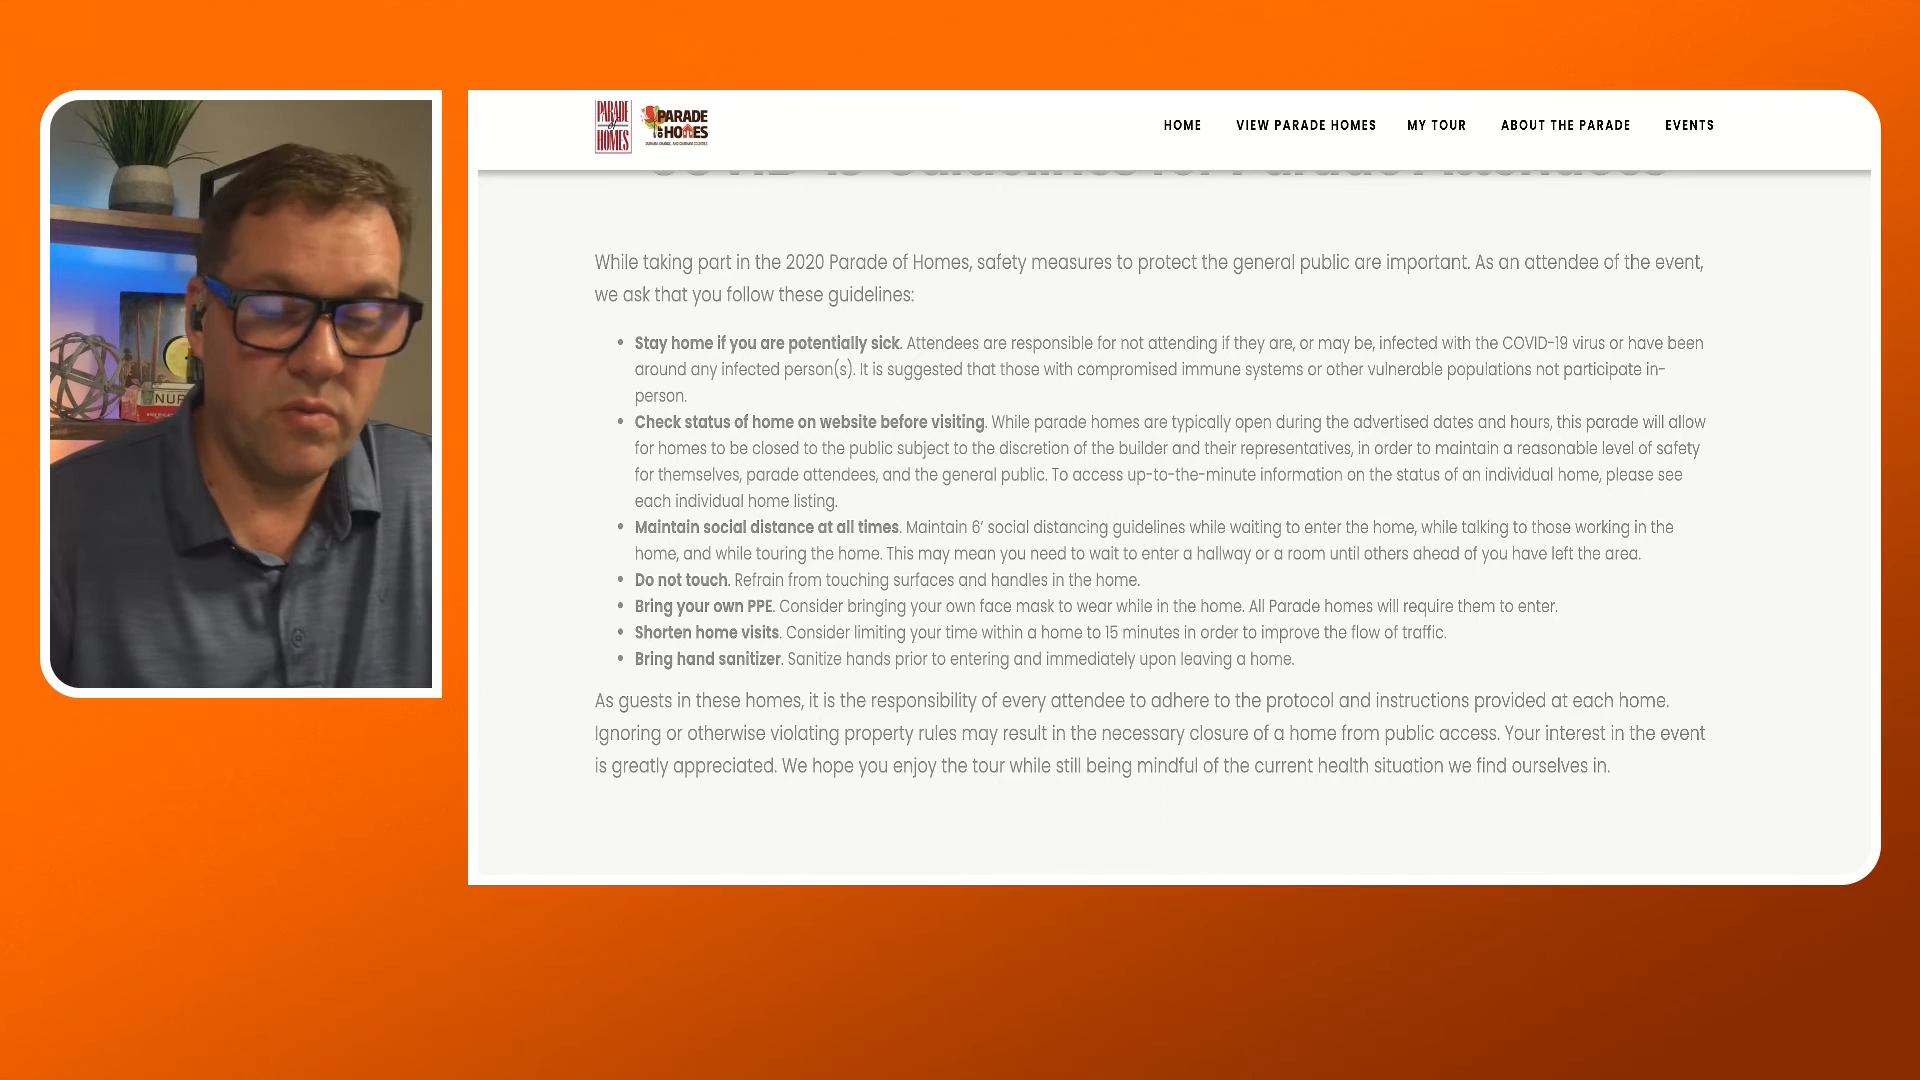 PARADE
of
HOMES
PARADE
OF HOMES
DURHAM, ORANGE, AND CHATHAM COUNTIES
HOME VIEW PARADE HOMES MY TOUR ABOUT THE PARADE EVENTS
COVID-19 Guidelines for Parade Attendees
While taking part in the 2020 Parade of Homes, safety measures to protect the general public are important. As an attendee of the event,
we ask that you follow these guidelines:
• Stay home if you are potentially sick. Attendees are responsible for not attending if they are, or may be, infected with the COVID-19 virus or have been
around any infected person(s). It is suggested that those with compromised immune systems or other vulnerable populations not participate in-
person.
• Check status of home on website before visiting. While parade homes are typically open during the advertised dates and hours, this parade will allow
for homes to be closed to the public subject to the discretion of the builder and their representatives, in order to maintain a reasonable level of safety
for themselves, parade attendees, and the general public. To access up-to-the-minute information on the status of an individual home, please see
each individual home listing.
• Maintain social distance at all times. Maintain 6’ social distancing guidelines while waiting to enter the home, while talking to those working in the
home, and while touring the home. This may mean you need to wait to enter a hallway or a room until others ahead of you have left the area.
• Do not touch. Refrain from touching surfaces and handles in the home.
• Bring your own PPE. Consider bringing your own face mask to wear while in the home. All Parade homes will require them to enter.
• Shorten home visits. Consider limiting your time within a home to 15 minutes in order to improve the flow of traffic.
• Bring hand sanitizer. Sanitize hands prior to entering and immediately upon leaving a home.
As guests in these homes, it is the responsibility of every attendee to adhere to the protocol and instructions provided at each home.
Ignoring or otherwise violating property rules may result in the necessary closure of a home from public access. Your interest in the event
is greatly appreciated. We hope you enjoy the tour while still being mindful of the current health situation we find ourselves in.